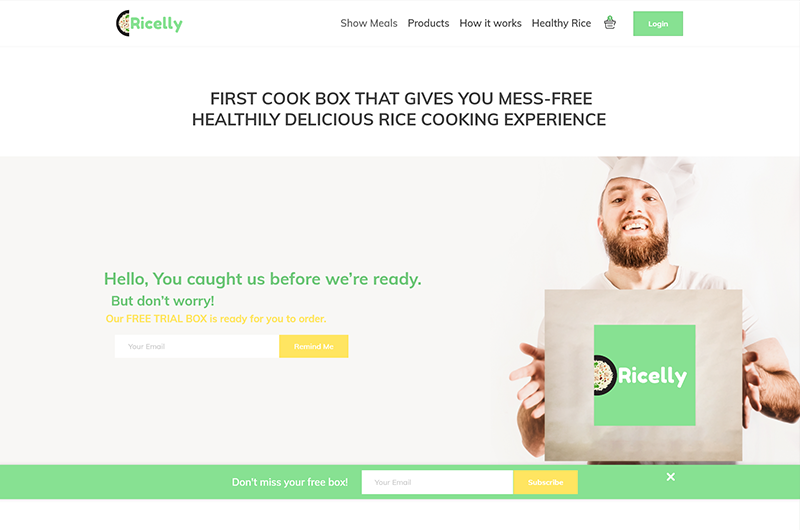 Ricelly
Show Meals Products How it works Healthy Rice Login
FIRST COOK BOX THAT GIVES YOU MESS-FREE
HEALTHILY DELICIOUS RICE COOKING EXPERIENCE
Hello, You caught us before we're ready.
But don't worry!
Our FREE TRIAL BOX is ready for you to order.
Your Email Remind Me
Ricelly
Don't miss your free box! Your Email Subscribe